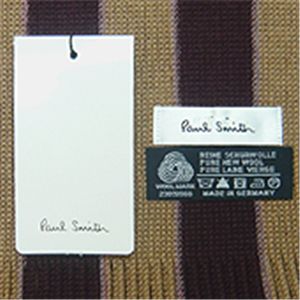 Paul Smith
Paul Smith
REINE SCHURWOLLE
PURE NEW WOOL
PURE LAINE VIERGE
WOOLMARK
MADE IN
GERMANY